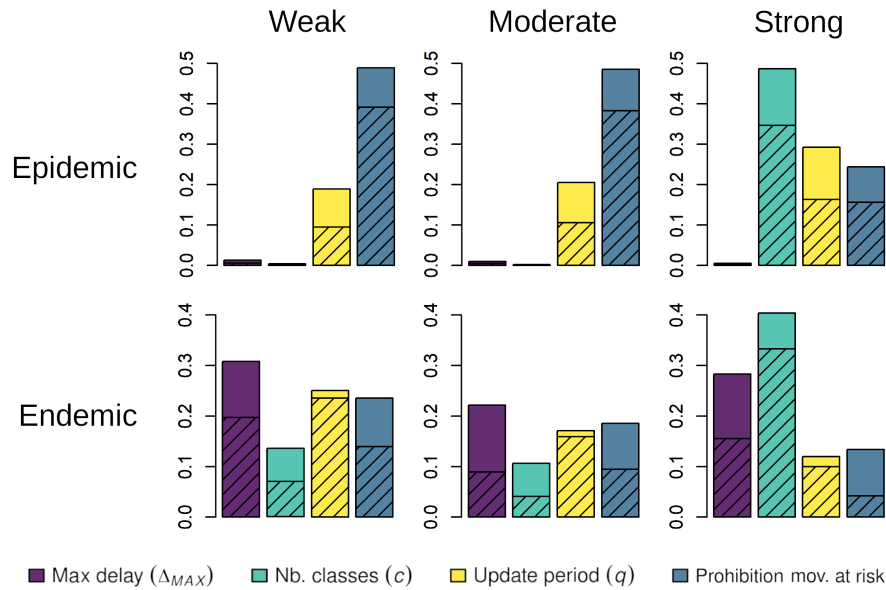 Weak Moderate Strong
Epidemic
0.0 0.1 0.2 0.3 0.4 0.5
0.0 0.1 0.2 0.3 0.4 0.5
0.0 0.1 0.2 0.3 0.4 0.5
Endemic
0.0 0.1 0.2 0.3 0.4
0.0 0.1 0.2 0.3 0.4
0.0 0.1 0.2 0.3 0.4
Max delay (Δ_MAX) Nb. classes (c) Update period (q) Prohibition mov. at risk